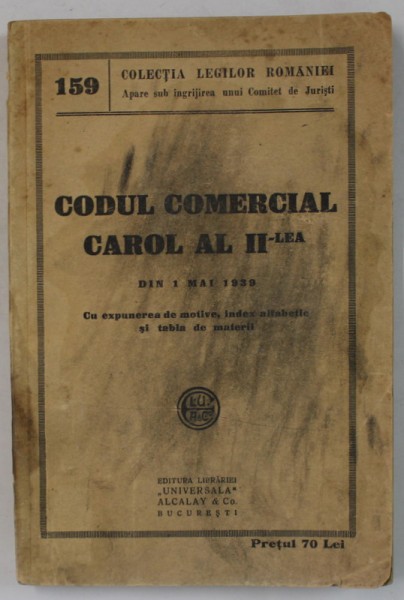 159
COLECȚIA LEGILOR ROMÂNIEI
Apare sub îngrijirea unui Comitet de Juriști
CODUL COMERCIAL
CAROL AL II-LEA
DIN 1 MAI 1939
Cu expunerea de motive, index alfabetic
și tabla de materii
EDITURA LIBRĂRIEI
„UNIVERSALA"
ALCALAY & Co.
BUCUREȘTI
Prețul 70 Lei